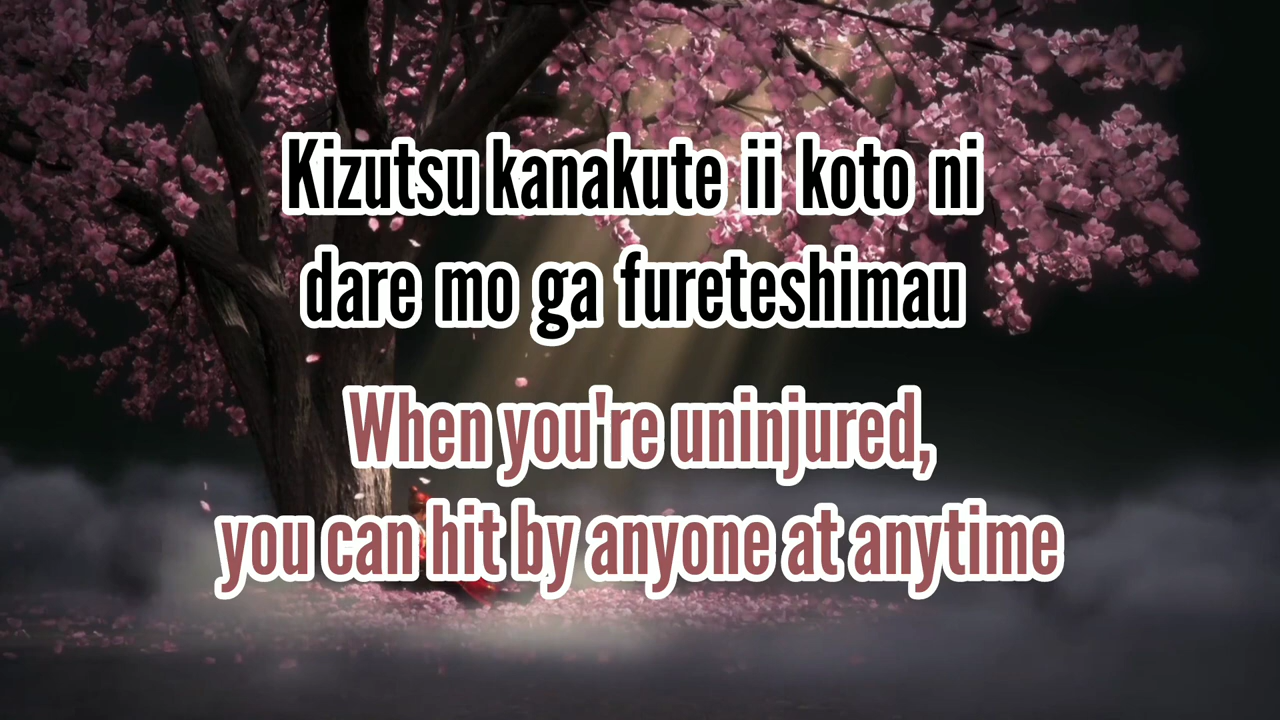 Kizutsu kanakute ii koto ni
dare mo ga fureteshimau
When you're uninjured,
you can hit by anyone at anytime